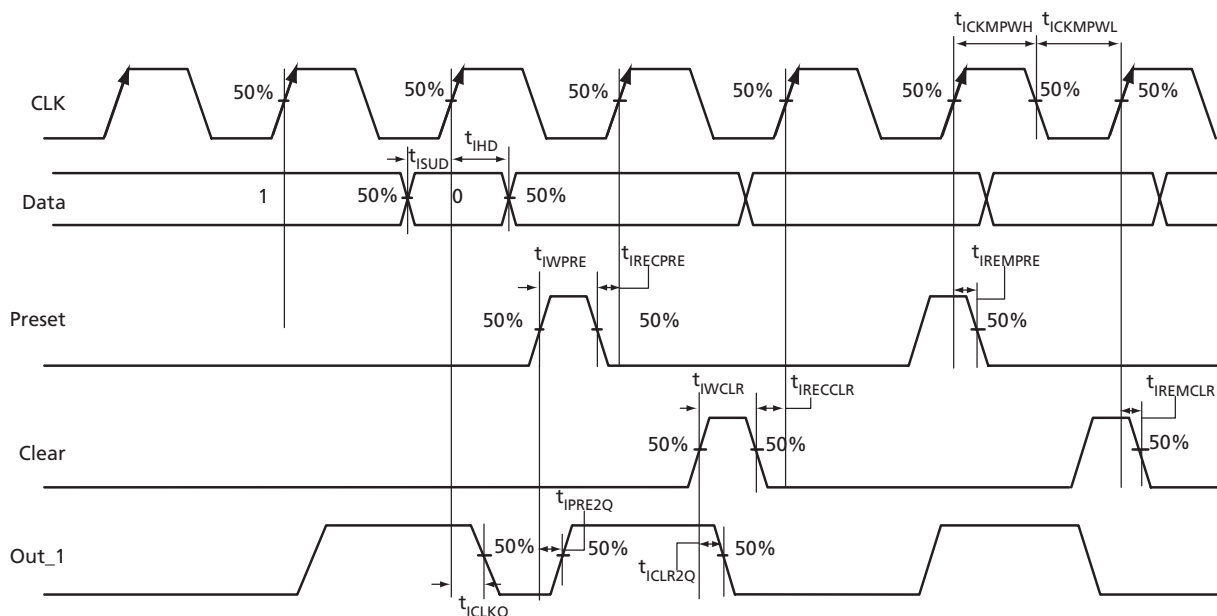 tICKMPWH tICKMPWL
CLK 50% 50% 50% 50% 50% 50% 50%
tISUD tIHD
Data 1 50% 0 50%
tIWPRE tIRECPRE tIREMPRE
Preset 50% 50% 50%
tIWCLR tIRECCLR tIREMCLR
Clear 50% 50% 50%
tIPRE2Q
Out_1 50% 50% 50%
tICLR2Q
tICLKQ